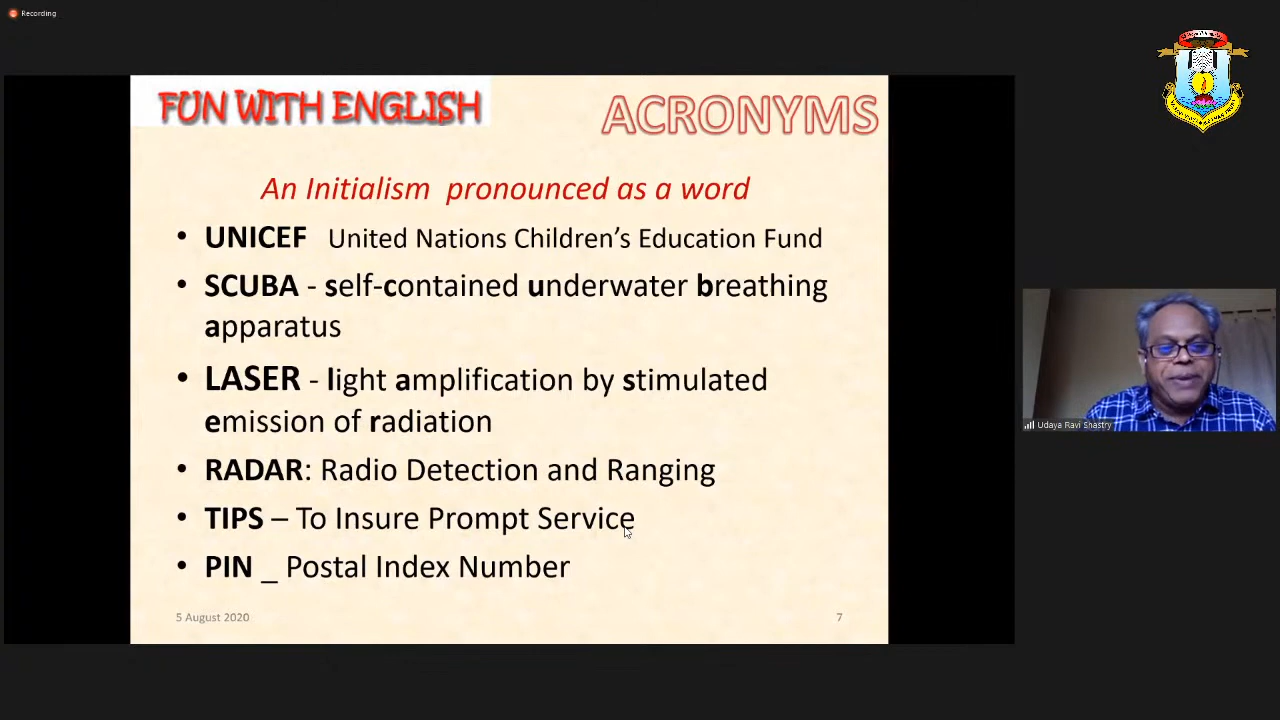 Recording
FUN WITH ENGLISH
ACRONYMS
An Initialism pronounced as a word
• UNICEF United Nations Children's Education Fund
• SCUBA - self-contained underwater breathing
apparatus
• LASER - light amplification by stimulated
emission of radiation
• RADAR: Radio Detection and Ranging
• TIPS – To Insure Prompt Service
• PIN _ Postal Index Number
5 August 2020
7
Udaya Ravi Shastry